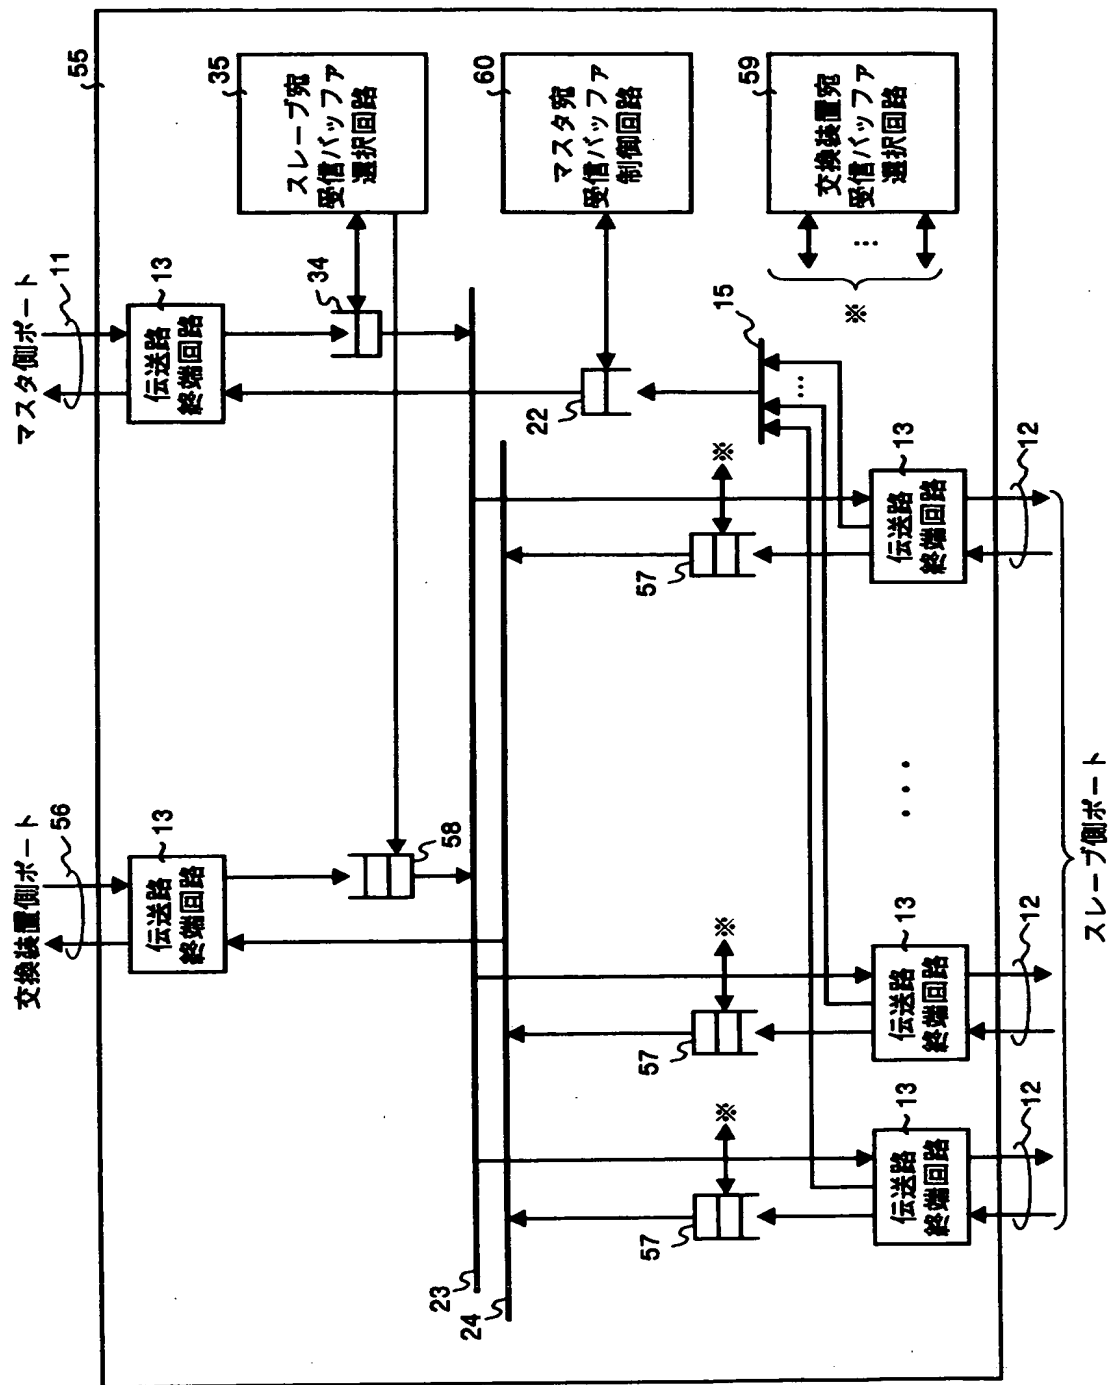 交換装置側ポート
56
マスタ側ポート
11
55
伝送路
終端回路
13
伝送路
終端回路
13
35
スレーブ宛
受信バッファ
選択回路
34
58
60
マスタ宛
受信バッファ
制御回路
22
59
交換装置宛
受信バッファ
選択回路
…
※
15
…
23
24
57
※
57
※
57
※
伝送路
終端回路
13
伝送路
終端回路
13
・・・
伝送路
終端回路
13
12
12
12
スレーブ側ポート